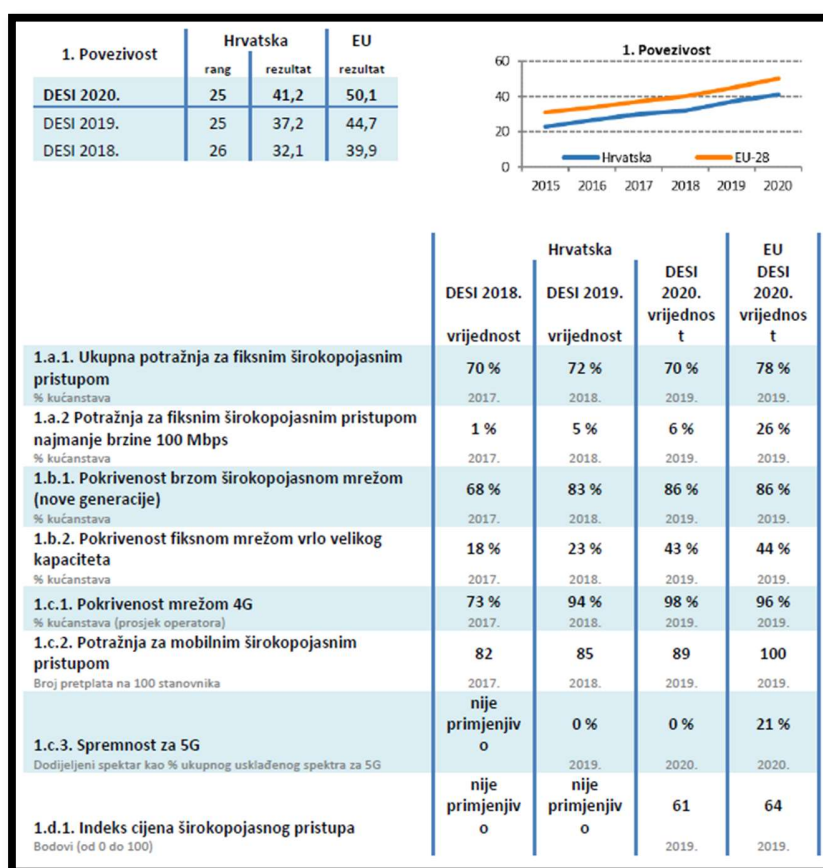 1. Povezivost Hrvatska EU
rang rezultat rezultat
DESI 2020. 25 41,2 50,1
DESI 2019. 25 37,2 44,7
DESI 2018. 26 32,1 39,9
1. Povezivost
60
40
20
0
Hrvatska EU-28
2015 2016 2017 2018 2019 2020
Hrvatska EU
DESI 2018. DESI 2019. DESI DESI
2020. 2020.
vrijednos vrijednos
vrijednost vrijednost t t
1.a.1. Ukupna potražnja za fiksnim širokopojasnim
pristupom 70 % 72 % 70 % 78 %
% kućanstava 2017. 2018. 2019. 2019.
1.a.2 Potražnja za fiksnim širokopojasnim pristupom
najmanje brzine 100 Mbps 1 % 5 % 6 % 26 %
% kućanstava 2017. 2018. 2019. 2019.
1.b.1. Pokrivenost brzom širokopojasnom mrežom
(nove generacije) 68 % 83 % 86 % 86 %
% kućanstava 2017. 2018. 2019. 2019.
1.b.2. Pokrivenost fiksnom mrežom vrlo velikog
kapaciteta 18 % 23 % 43 % 44 %
% kućanstava 2017. 2018. 2019. 2019.
1.c.1. Pokrivenost mrežom 4G 73 % 94 % 98 % 96 %
% kućanstava (prosjek operatora) 2017. 2018. 2019. 2019.
1.c.2. Potražnja za mobilnim širokopojasnim
pristupom 82 85 89 100
Broj pretplata na 100 stanovnika 2017. 2018. 2019. 2019.
nije
primjenjiv 0 % 0 % 21 %
1.c.3. Spremnost za 5G o
Dodijeljeni spektar kao % ukupnog usklađenog spektra za 5G 2019. 2020. 2020.
nije nije
primjenjiv primjenjiv 61 64
1.d.1. Indeks cijena širokopojasnog pristupa o o
Bodovi (od 0 do 100) 2019. 2019.